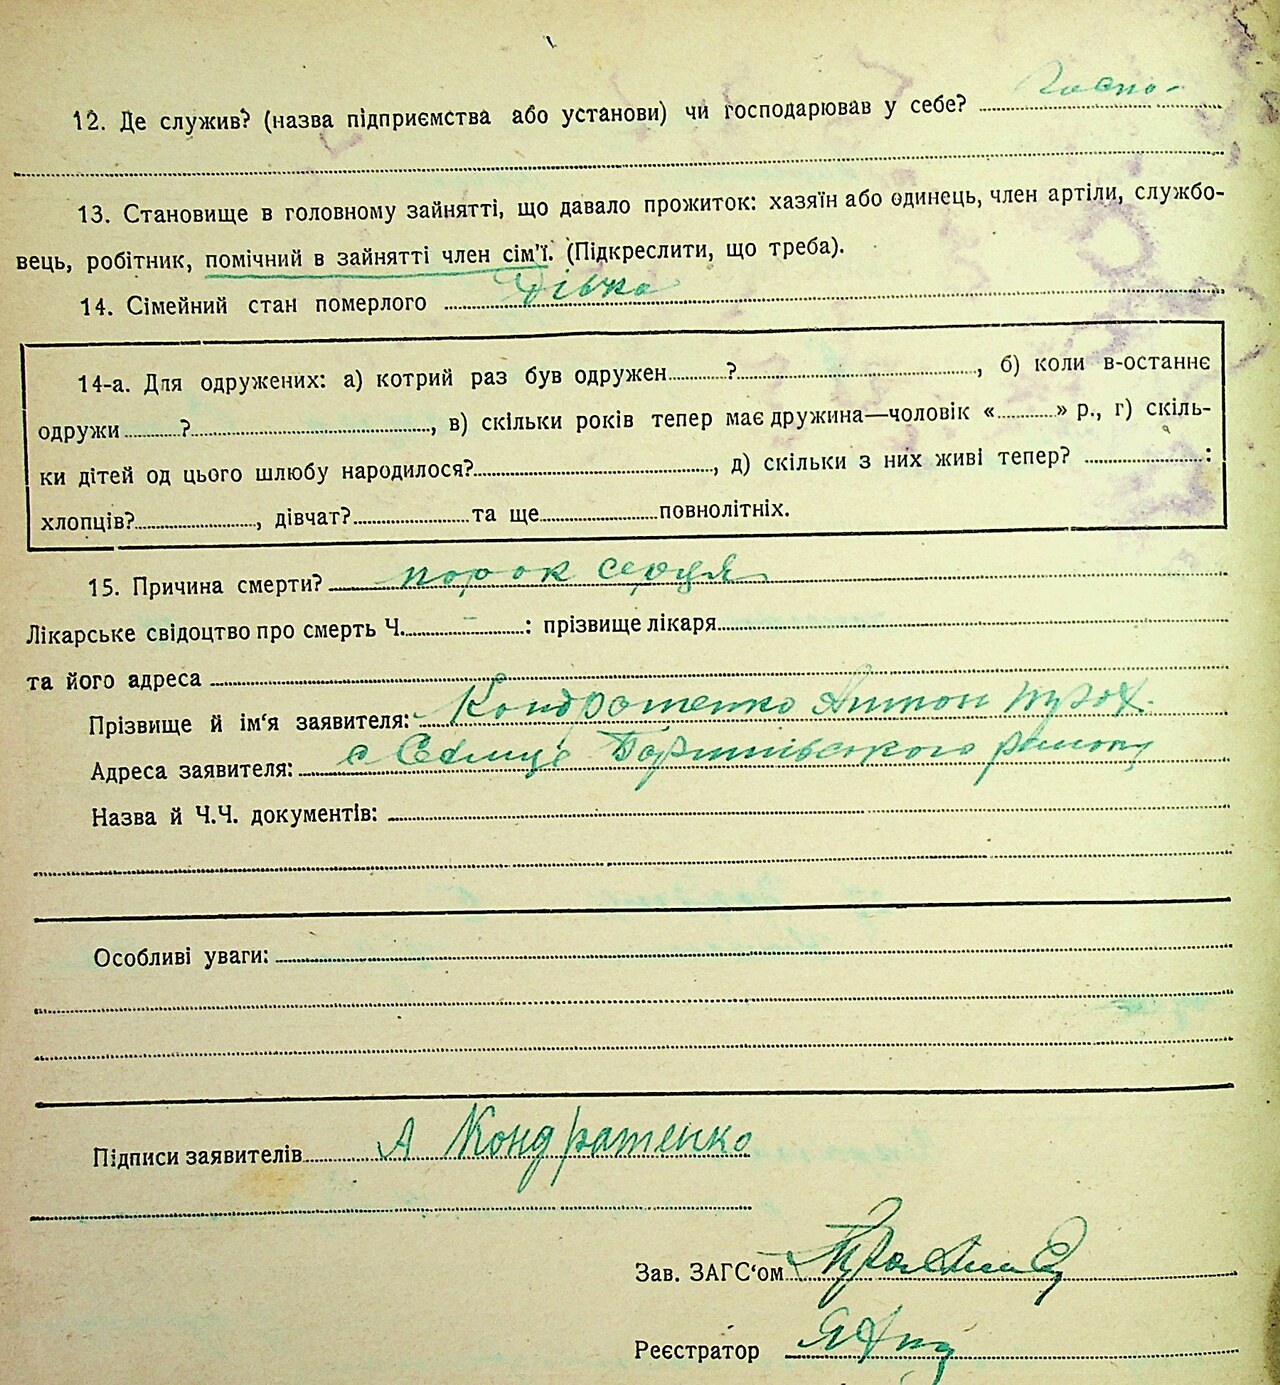 12. Де служив? (назва підприємства або установи) чи господарював у себе? Госпо-
13. Становище в головному зайнятті, що давало прожиток: хазяїн або одинець, член артіли, службо-
вець, робітник, помічний в зайнятті член сім'ї. (Підкреслити, що треба).
14. Сімейний стан померлого дівка
14-а. Для одружених: а) котрий раз був одружен ? , б) коли в-останнє
одружи ? , в) скільки років тепер має дружина—чоловік « » р., г) скіль-
ки дітей од цього шлюбу народилося? , д) скільки з них живі тепер? :
хлопців? , дівчат? та ще повнолітніх.
15. Причина смерти? порок серця
Лікарське свідоцтво про смерть Ч. – : прізвище лікаря
та його адреса
Прізвище й ім'я заявителя: Кондратенко Антон
Адреса заявителя: с
Назва й Ч.Ч. документів:
Особливі уваги:
Підписи заявителів А Кондратенко
Зав. ЗАГС'ом
Реєстратор